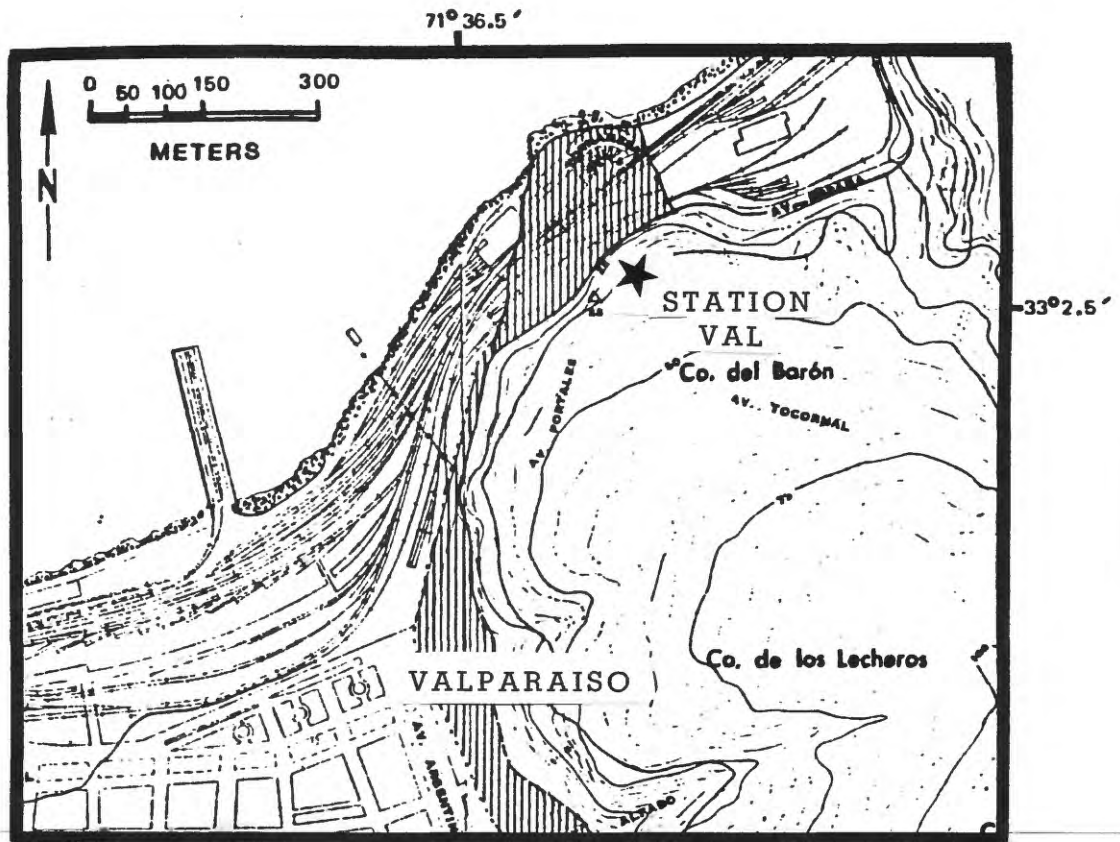 71° 36.5′
0 50 100 150 300
METERS
N
33° 2.5′
STATION
VAL
Co. del Barón
AV. TOCORNAL
AV. PORTALES
Co. de los Lecheros
VALPARAISO
AV. ARGENTIN